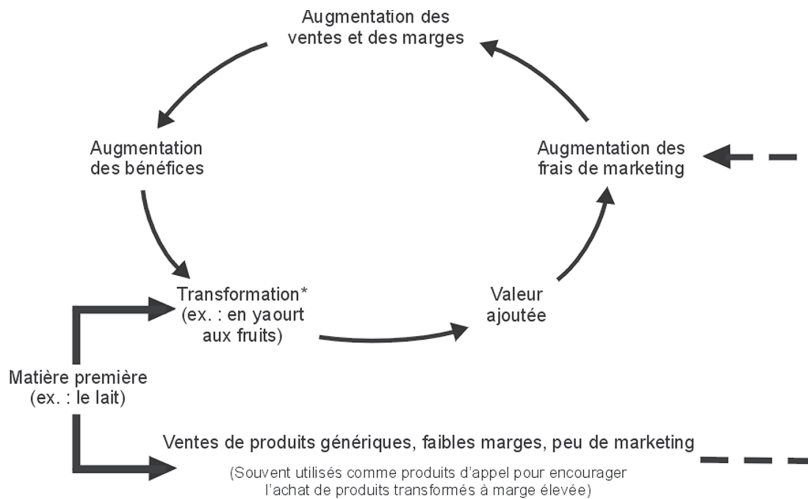 Augmentation des
ventes et des marges
Augmentation
des bénéfices
Augmentation des
frais de marketing
Transformation*
(ex. : en yaourt
aux fruits)
Valeur
ajoutée
Matière première
(ex. : le lait)
Ventes de produits génériques, faibles marges, peu de marketing
(Souvent utilisés comme produits d'appel pour encourager
l'achat de produits transformés à marge élevée)